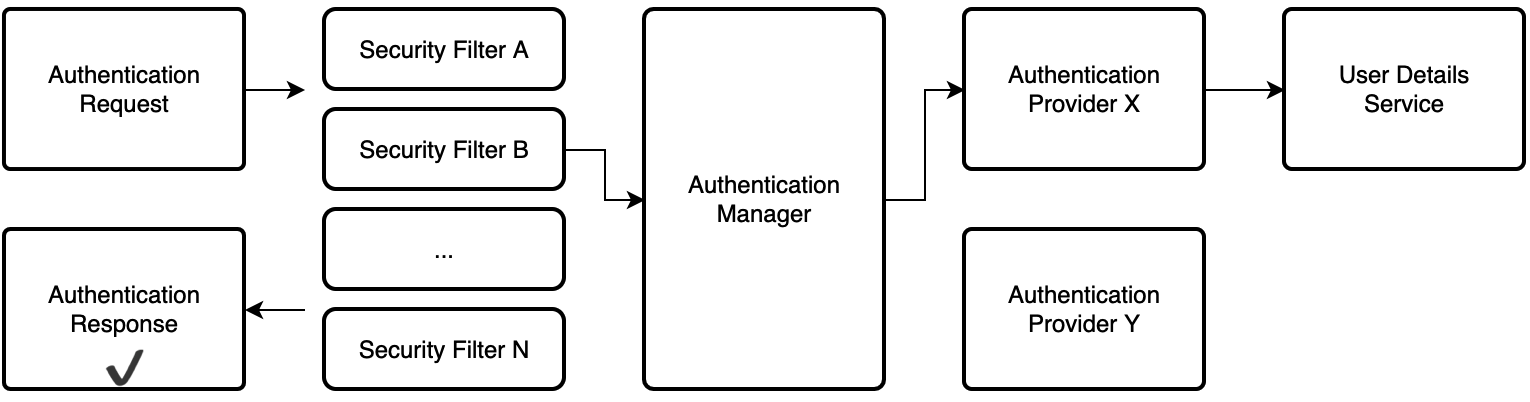 Authentication
Request
Security Filter A
Security Filter B
...
Security Filter N
Authentication
Response
Authentication
Manager
Authentication
Provider X
Authentication
Provider Y
User Details
Service